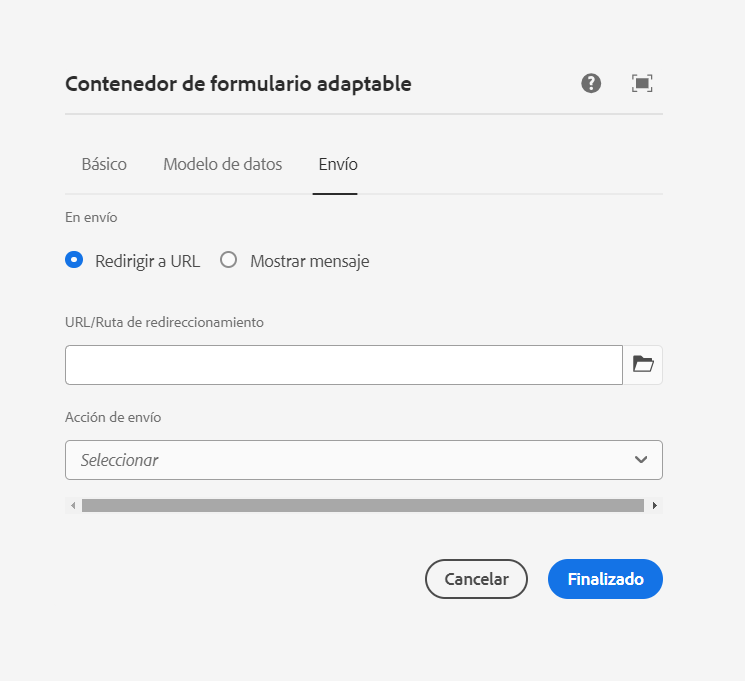 Contenedor de formulario adaptable
Básico Modelo de datos Envío
En envío
Redirigir a URL Mostrar mensaje
URL/Ruta de redireccionamiento
Acción de envío
Seleccionar
Cancelar Finalizado